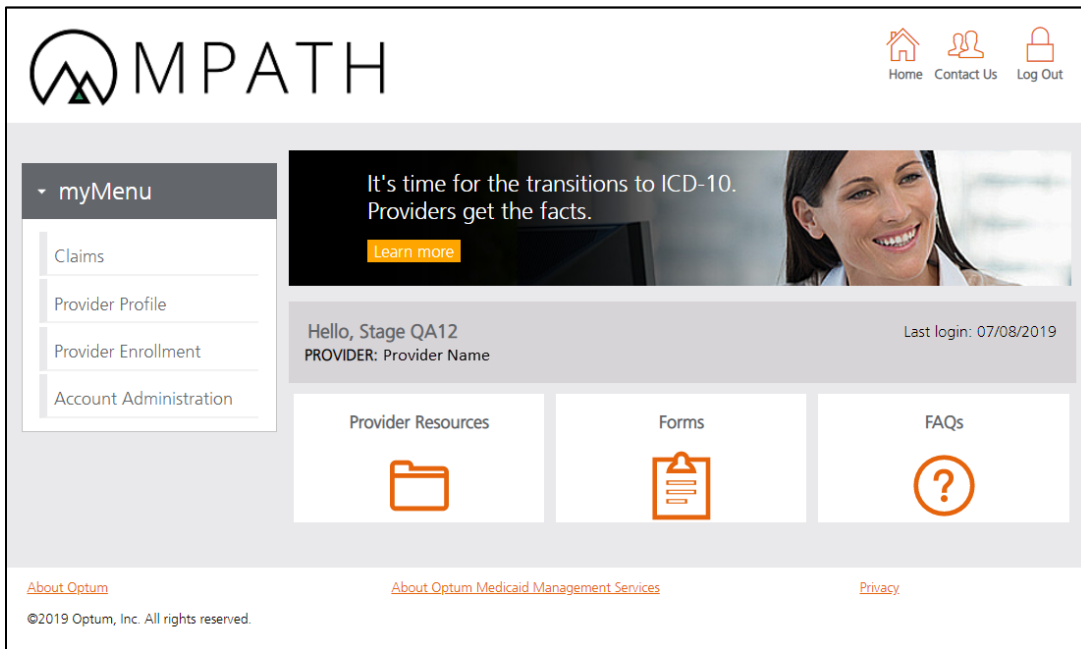 MPATH
Home Contact Us Log Out
myMenu
Claims
Provider Profile
Provider Enrollment
Account Administration
It's time for the transitions to ICD-10.
Providers get the facts.
Learn more
Hello, Stage QA12
Last login: 07/08/2019
PROVIDER: Provider Name
Provider Resources
Forms
FAQs
?
About Optum
About Optum Medicaid Management Services
Privacy
©2019 Optum, Inc. All rights reserved.